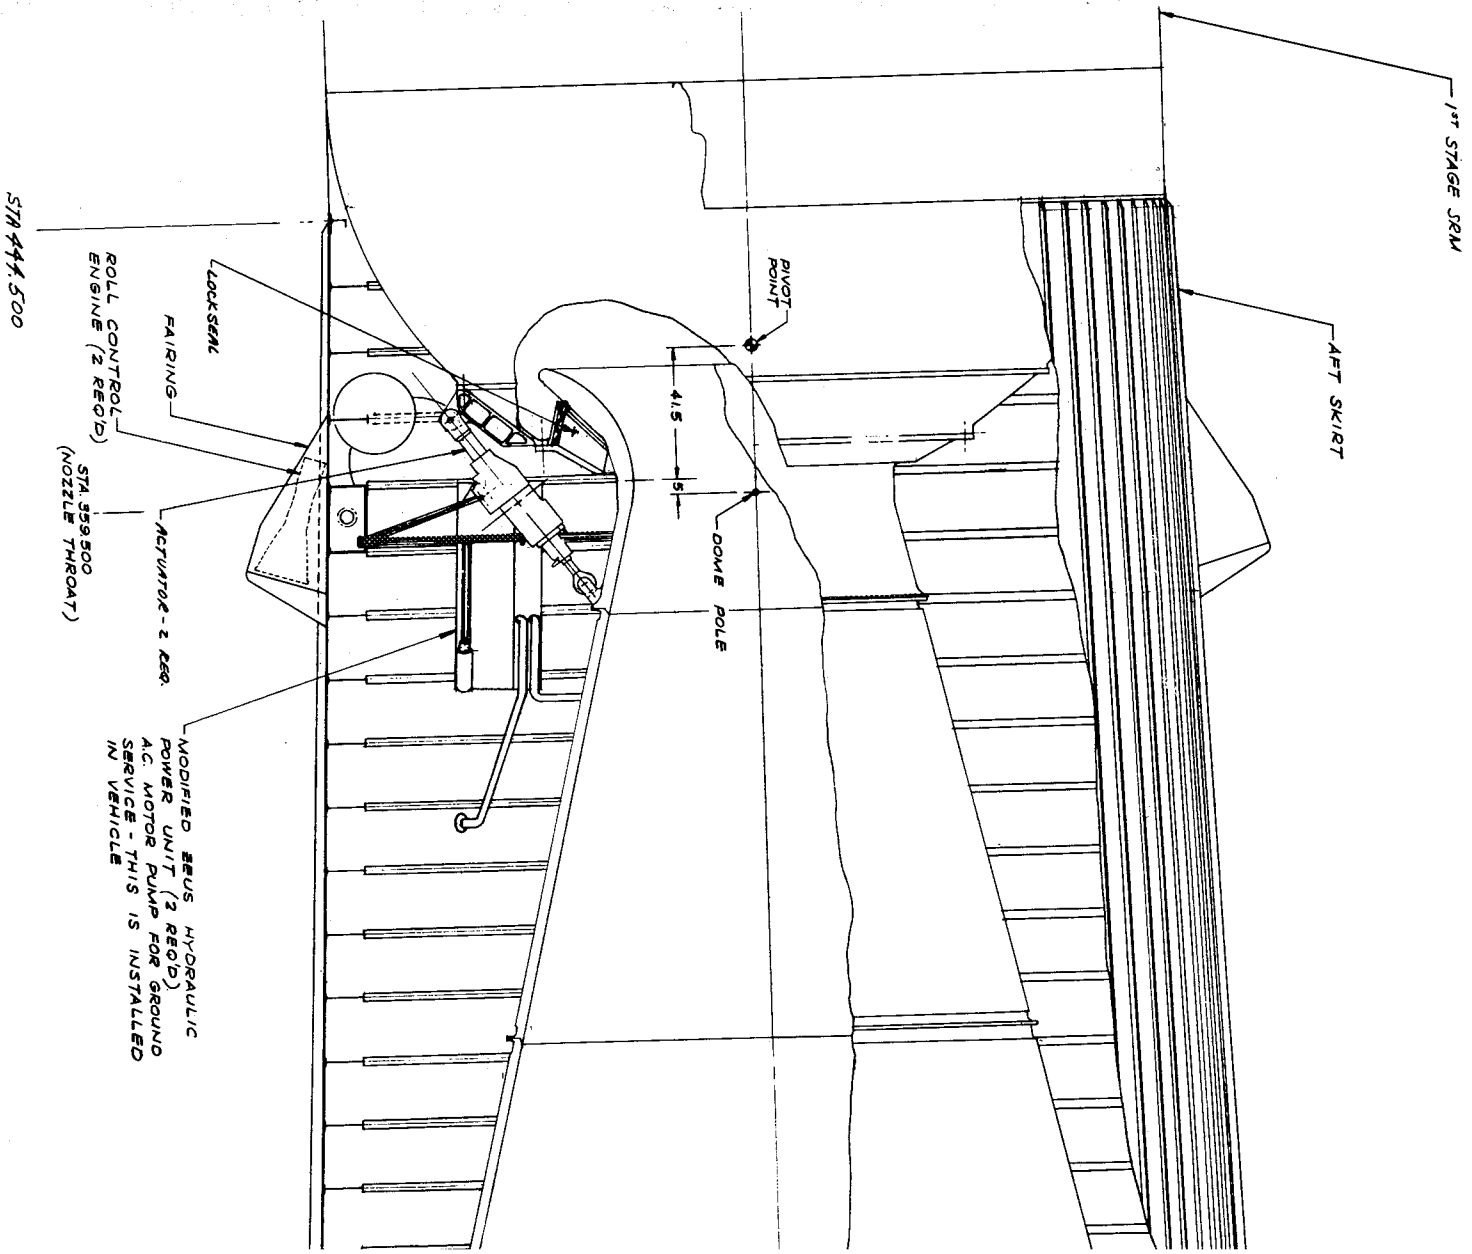 1ST STAGE SRM
AFT SKIRT
PIVOT
POINT
41.5
5
DOME POLE
LOCKSEAL
FAIRING
ROLL CONTROL
ENGINE (2 REQ'D)
STA 444.500
STA. 359.500
(NOZZLE THROAT)
ACTUATOR - 2 REQ.
MODIFIED ZEUS HYDRAULIC
POWER UNIT (2 REQ'D)
A.C. MOTOR PUMP FOR GROUND
SERVICE - THIS IS INSTALLED
IN VEHICLE